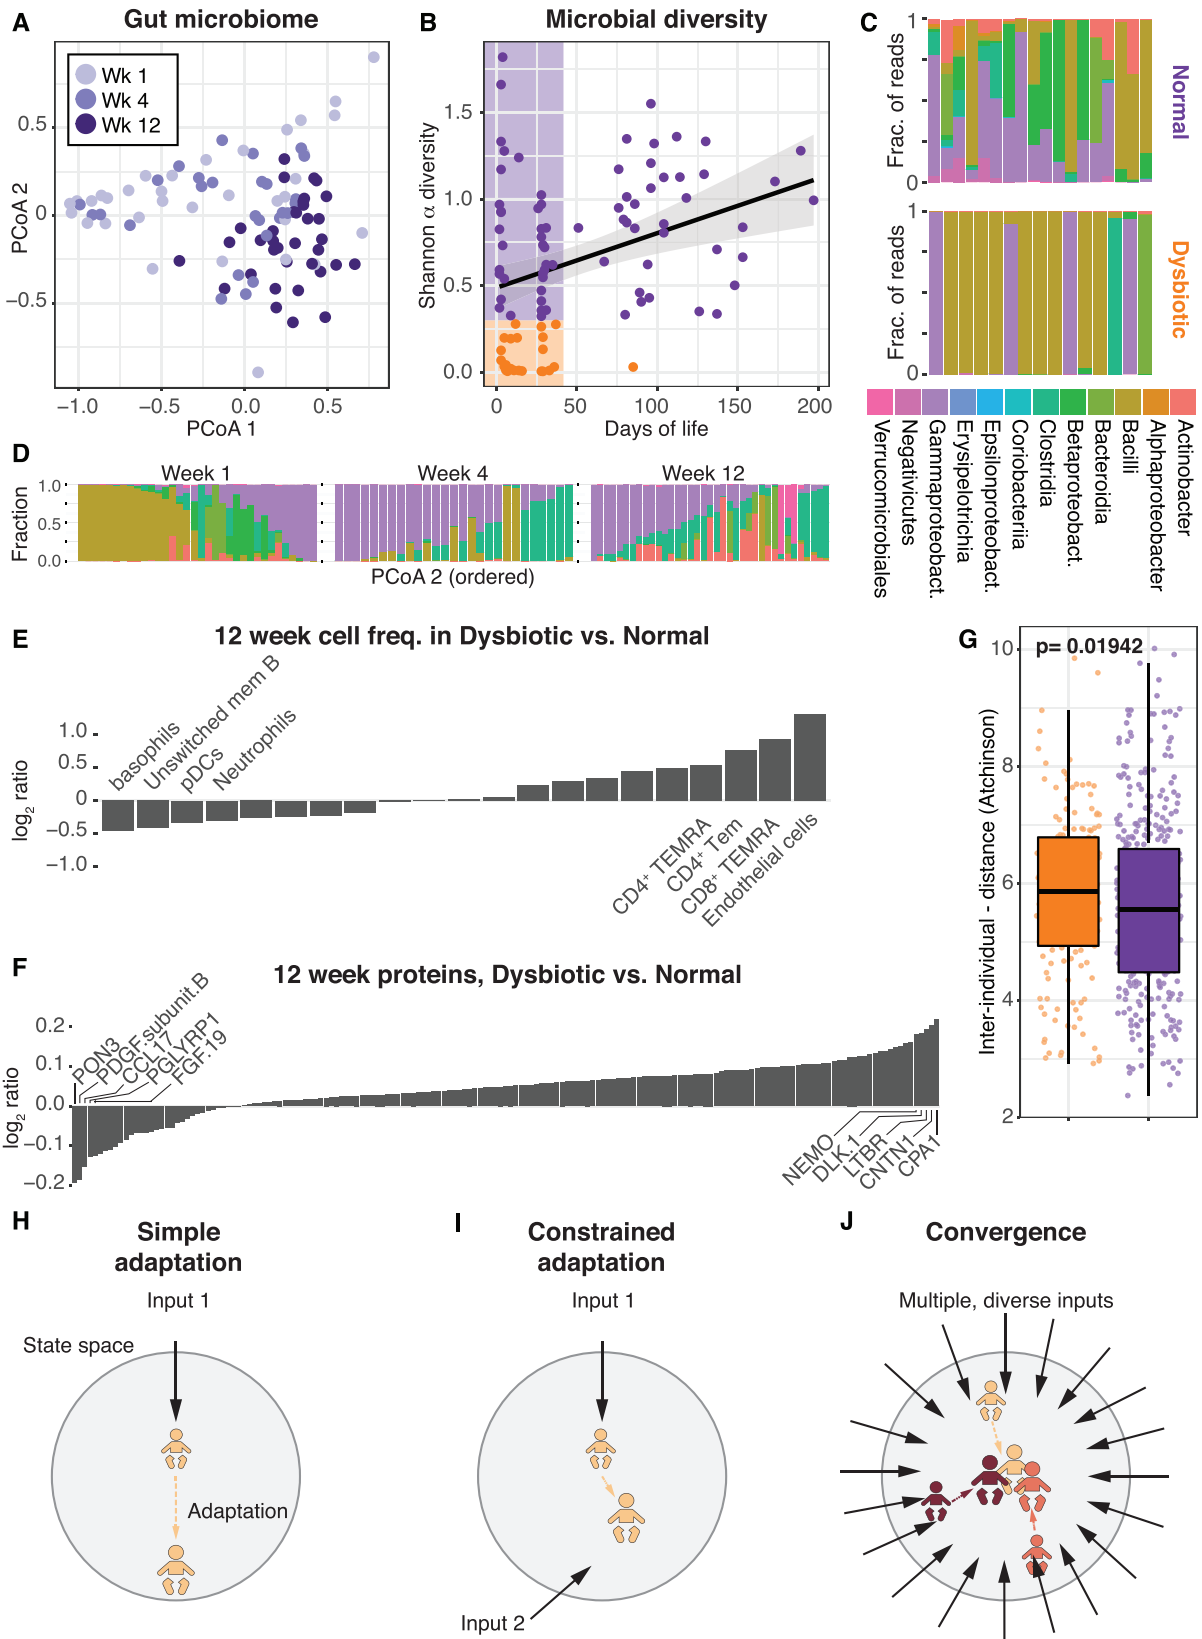 A
Gut microbiome
Wk 1
Wk 4
Wk 12
PCoA 2
0.5
0
−0.5
−1.0
−0.5
0.0
0.5
PCoA 1
B
Microbial diversity
Shannon α diversity
1.5
1.0
0.5
0.0
0
50
100
150
200
Days of life
C
Frac. of reads
1
0
Normal
Frac. of reads
1
0
Dysbiotic
Verrucomicrobiales
Negativicutes
Gammaproteobact.
Erysipelotrichia
Epsilonproteobact.
Coriobacteriia
Clostridia
Betaproteobact.
Bacteroidia
Bacilli
Alphaproteobacter
Actinobacter
D
Week 1
Week 4
Week 12
Fraction
1.0
0.5
0.0
PCoA 2 (ordered)
E
12 week cell freq. in Dysbiotic vs. Normal
log2 ratio
1.0
0.5
0
−0.5
−1.0
basophils
Unswitched mem B
pDCs
Neutrophils
CD4+ TEMRA
CD4+ Tem
CD8+ TEMRA
Endothelial cells
F
12 week proteins, Dysbiotic vs. Normal
log2 ratio
0.2
0.1
0.0
−0.1
−0.2
PON3
PDGF.subunit.B
CCL17
PGLYRP1
FGF.19
NEMO
DLK.1
LTBR
CNTN1
CPA1
G
p= 0.01942
Inter-individual - distance (Atchinson)
10
8
6
4
2
H
Simple
adaptation
Input 1
State space
Adaptation
I
Constrained
adaptation
Input 1
Input 2
J
Convergence
Multiple, diverse inputs